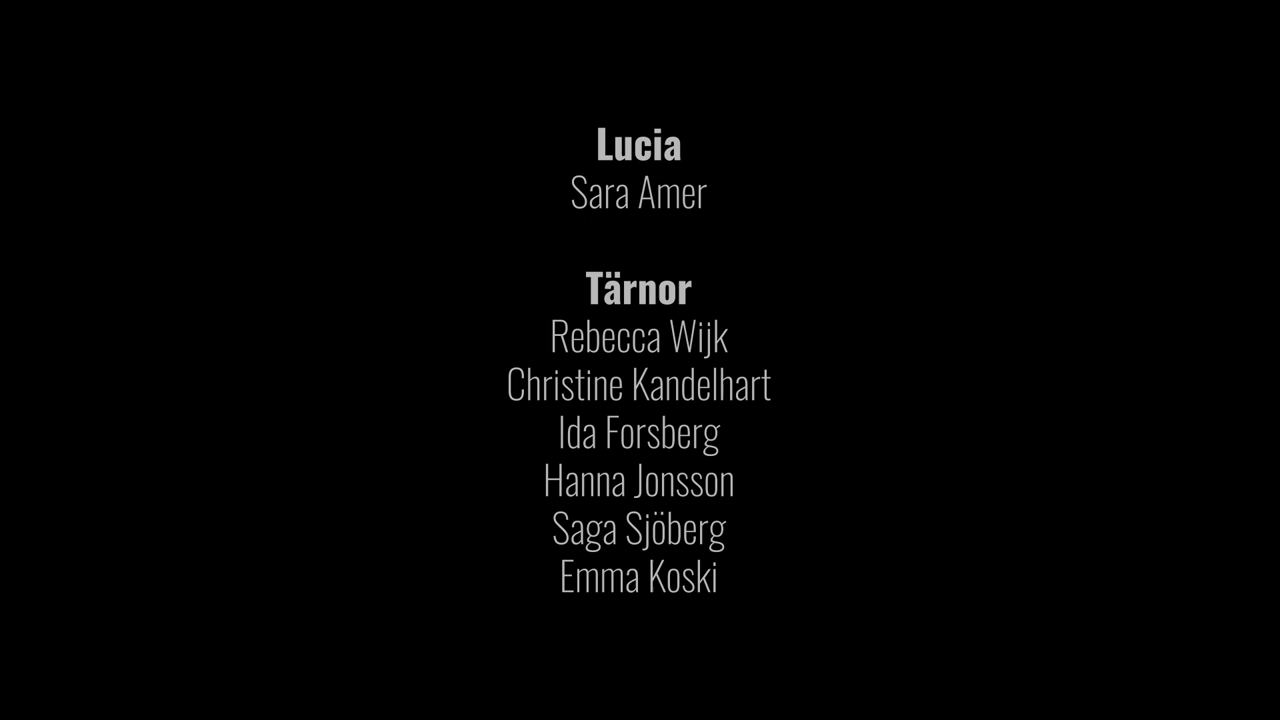 Lucia
Sara Amer
Tärnor
Rebecca Wijk
Christine Kandelhart
Ida Forsberg
Hanna Jonsson
Saga Sjöberg
Emma Koski